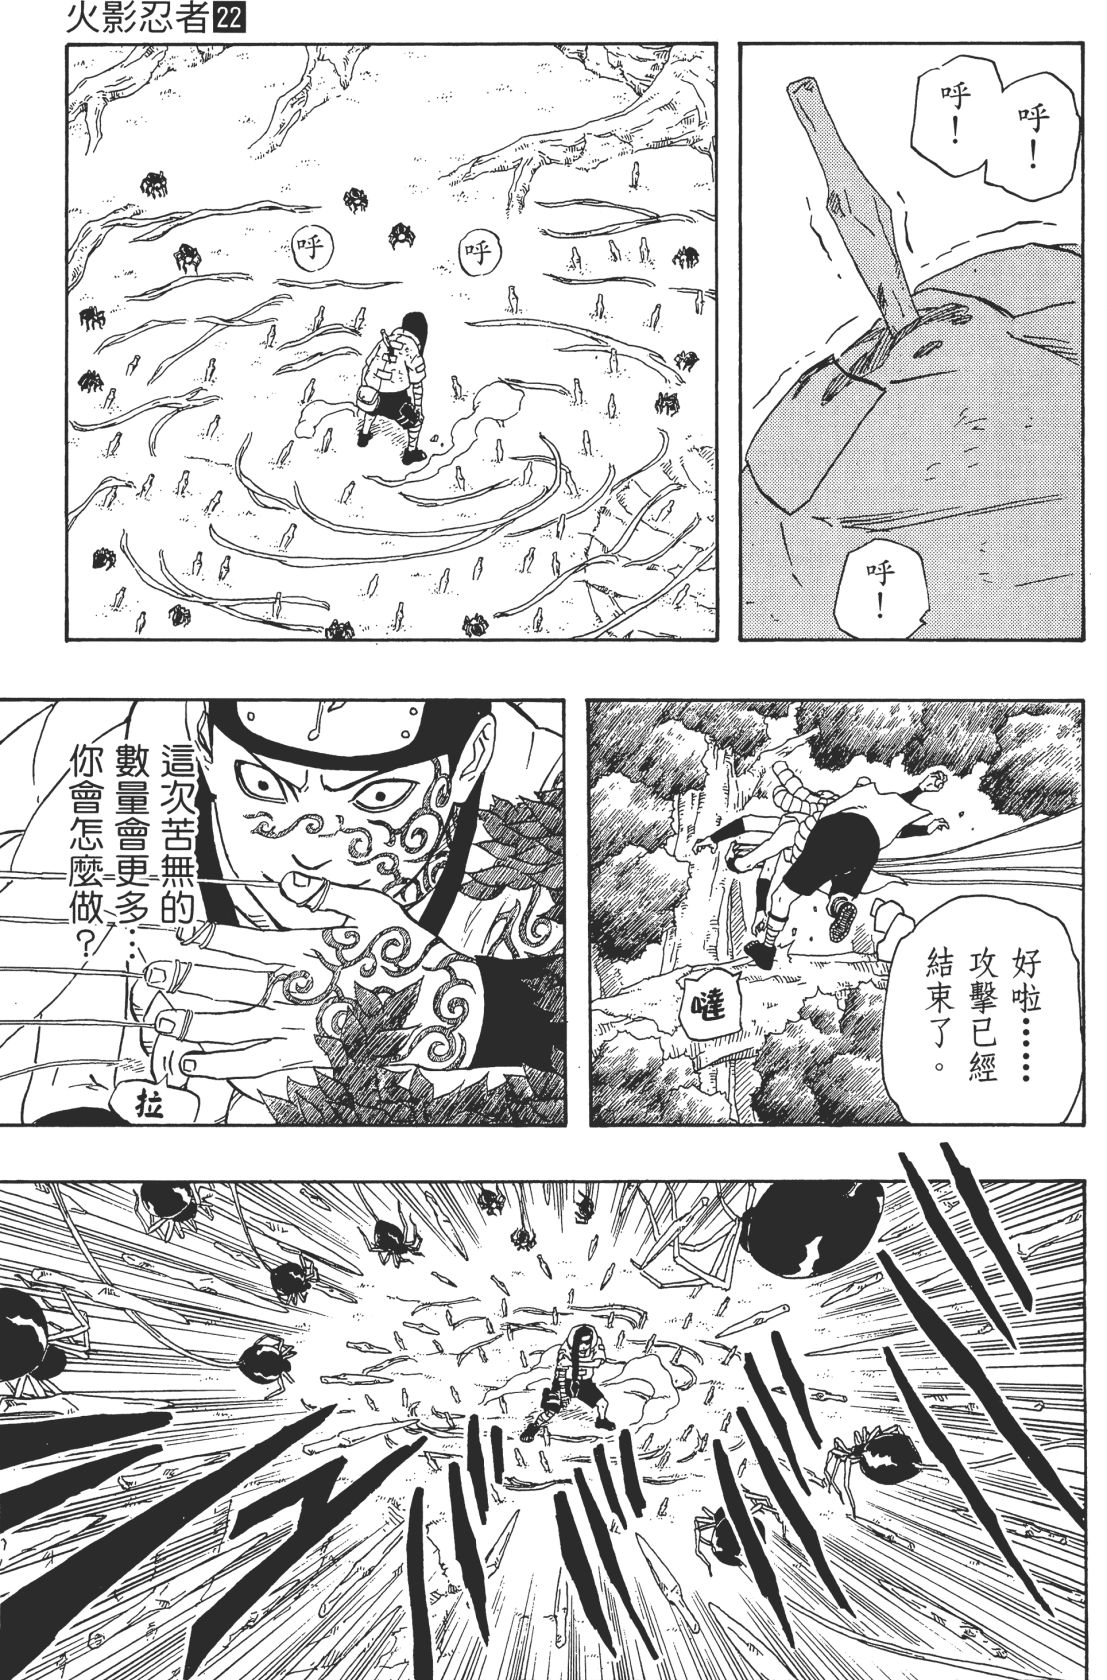 火影忍者22
呼！
呼！
呼！
呼
呼
好啦……
攻擊已經
結束了。
噠
這次苦無的
數量會更多…
你會怎麼做？
拉